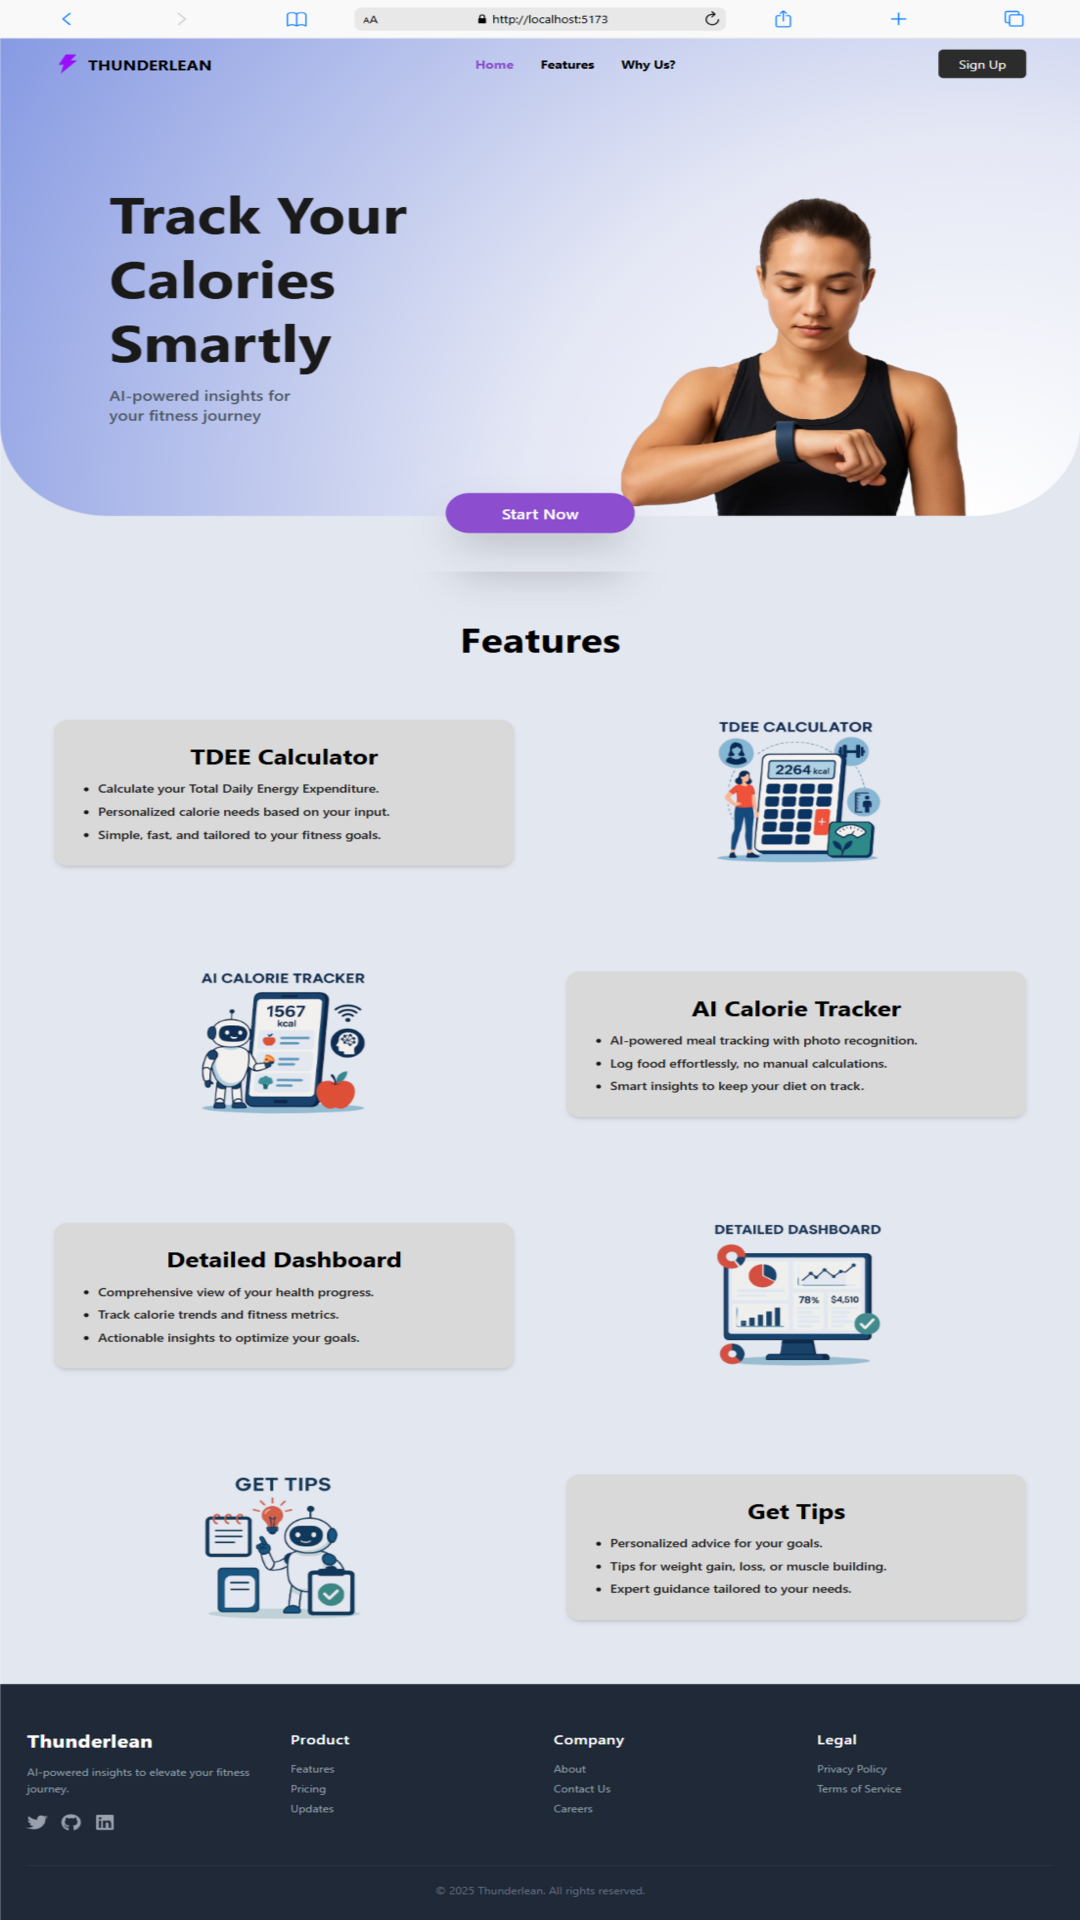 AA
http://localhost:5173
THUNDERLEAN
Home
Features
Why Us?
Sign Up
Track Your
Calories
Smartly
AI-powered insights for
your fitness journey
Start Now
Features
TDEE Calculator
• Calculate your Total Daily Energy Expenditure.
• Personalized calorie needs based on your input.
• Simple, fast, and tailored to your fitness goals.
TDEE CALCULATOR
2264 kcal
+
AI CALORIE TRACKER
1567
kcal
AI Calorie Tracker
• AI-powered meal tracking with photo recognition.
• Log food effortlessly, no manual calculations.
• Smart insights to keep your diet on track.
Detailed Dashboard
• Comprehensive view of your health progress.
• Track calorie trends and fitness metrics.
• Actionable insights to optimize your goals.
DETAILED DASHBOARD
78%
$4,510
GET TIPS
Get Tips
• Personalized advice for your goals.
• Tips for weight gain, loss, or muscle building.
• Expert guidance tailored to your needs.
Thunderlean
AI-powered insights to elevate your fitness
journey.
in
Product
Features
Pricing
Updates
Company
About
Contact Us
Careers
Legal
Privacy Policy
Terms of Service
© 2025 Thunderlean. All rights reserved.